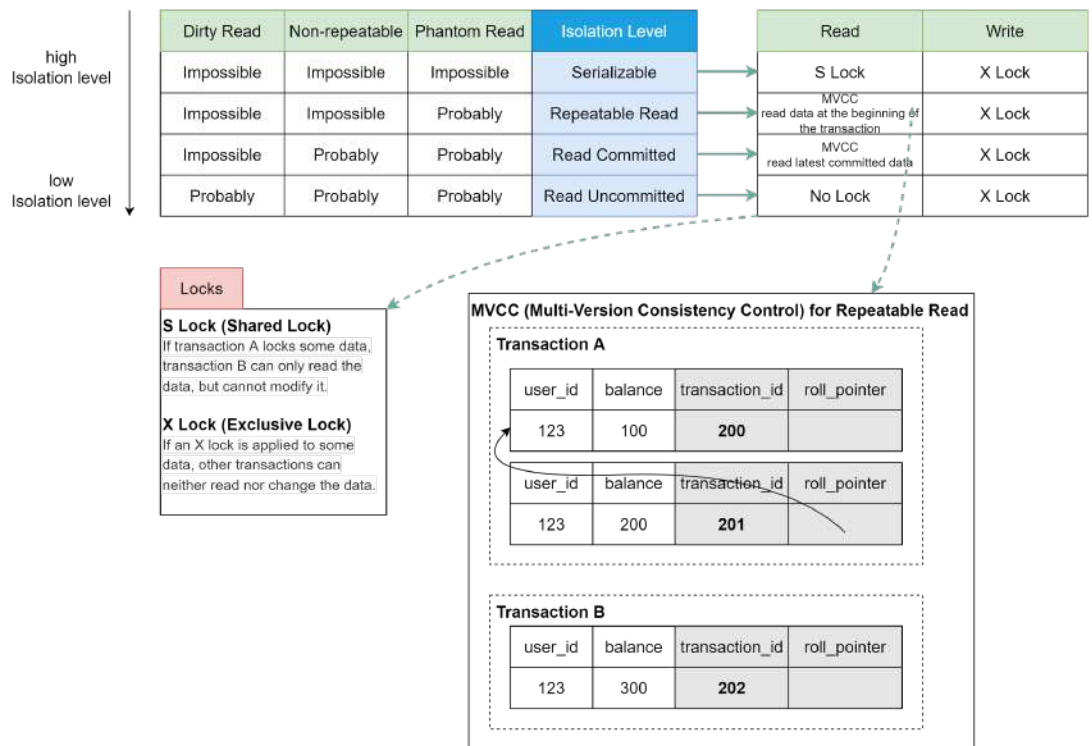 Dirty Read Non-repeatable Phantom Read Isolation Level Read Write
high
Isolation level
Impossible Impossible Impossible Serializable S Lock X Lock
Impossible Impossible Probably Repeatable Read MVCC
read data at the beginning of
the transaction X Lock
Impossible Probably Probably Read Committed MVCC
read latest committed data X Lock
low
Isolation level
Probably Probably Probably Read Uncommitted No Lock X Lock
Locks
S Lock (Shared Lock)
If transaction A locks some data,
transaction B can only read the
data, but cannot modify it.
X Lock (Exclusive Lock)
If an X lock is applied to some
data, other transactions can
neither read nor change the data.
MVCC (Multi-Version Consistency Control) for Repeatable Read
Transaction A
user_id balance transaction_id roll_pointer
123 100 200
user_id balance transaction_id roll_pointer
123 200 201
Transaction B
user_id balance transaction_id roll_pointer
123 300 202